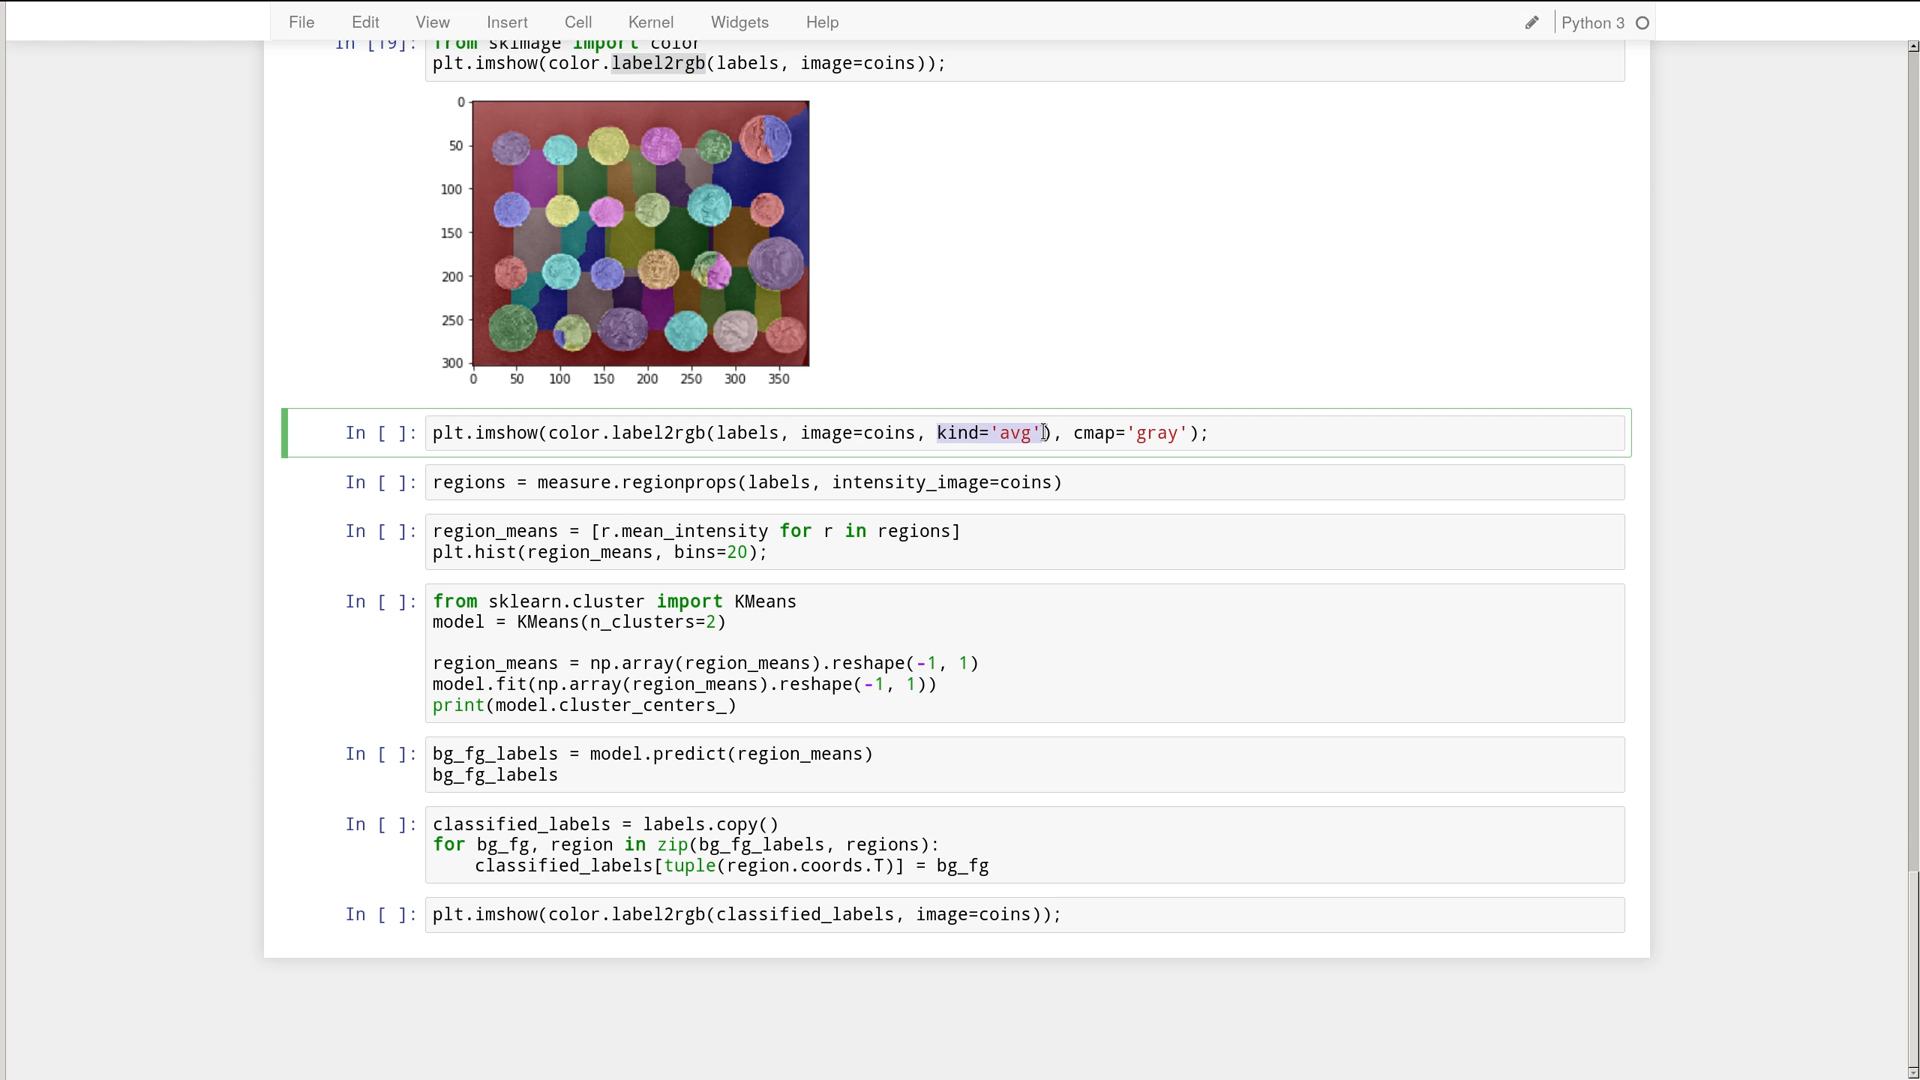 File Edit View Insert Cell Kernel Widgets Help Python 3
In [19]: from skimage import color
plt.imshow(color.label2rgb(labels, image=coins));
0
50
100
150
200
250
300
0 50 100 150 200 250 300 350
In [ ]: plt.imshow(color.label2rgb(labels, image=coins, kind='avg'), cmap='gray');
In [ ]: regions = measure.regionprops(labels, intensity_image=coins)
In [ ]: region_means = [r.mean_intensity for r in regions]
plt.hist(region_means, bins=20);
In [ ]: from sklearn.cluster import KMeans
model = KMeans(n_clusters=2)
region_means = np.array(region_means).reshape(-1, 1)
model.fit(np.array(region_means).reshape(-1, 1))
print(model.cluster_centers_)
In [ ]: bg_fg_labels = model.predict(region_means)
bg_fg_labels
In [ ]: classified_labels = labels.copy()
for bg_fg, region in zip(bg_fg_labels, regions):
    classified_labels[tuple(region.coords.T)] = bg_fg
In [ ]: plt.imshow(color.label2rgb(classified_labels, image=coins));